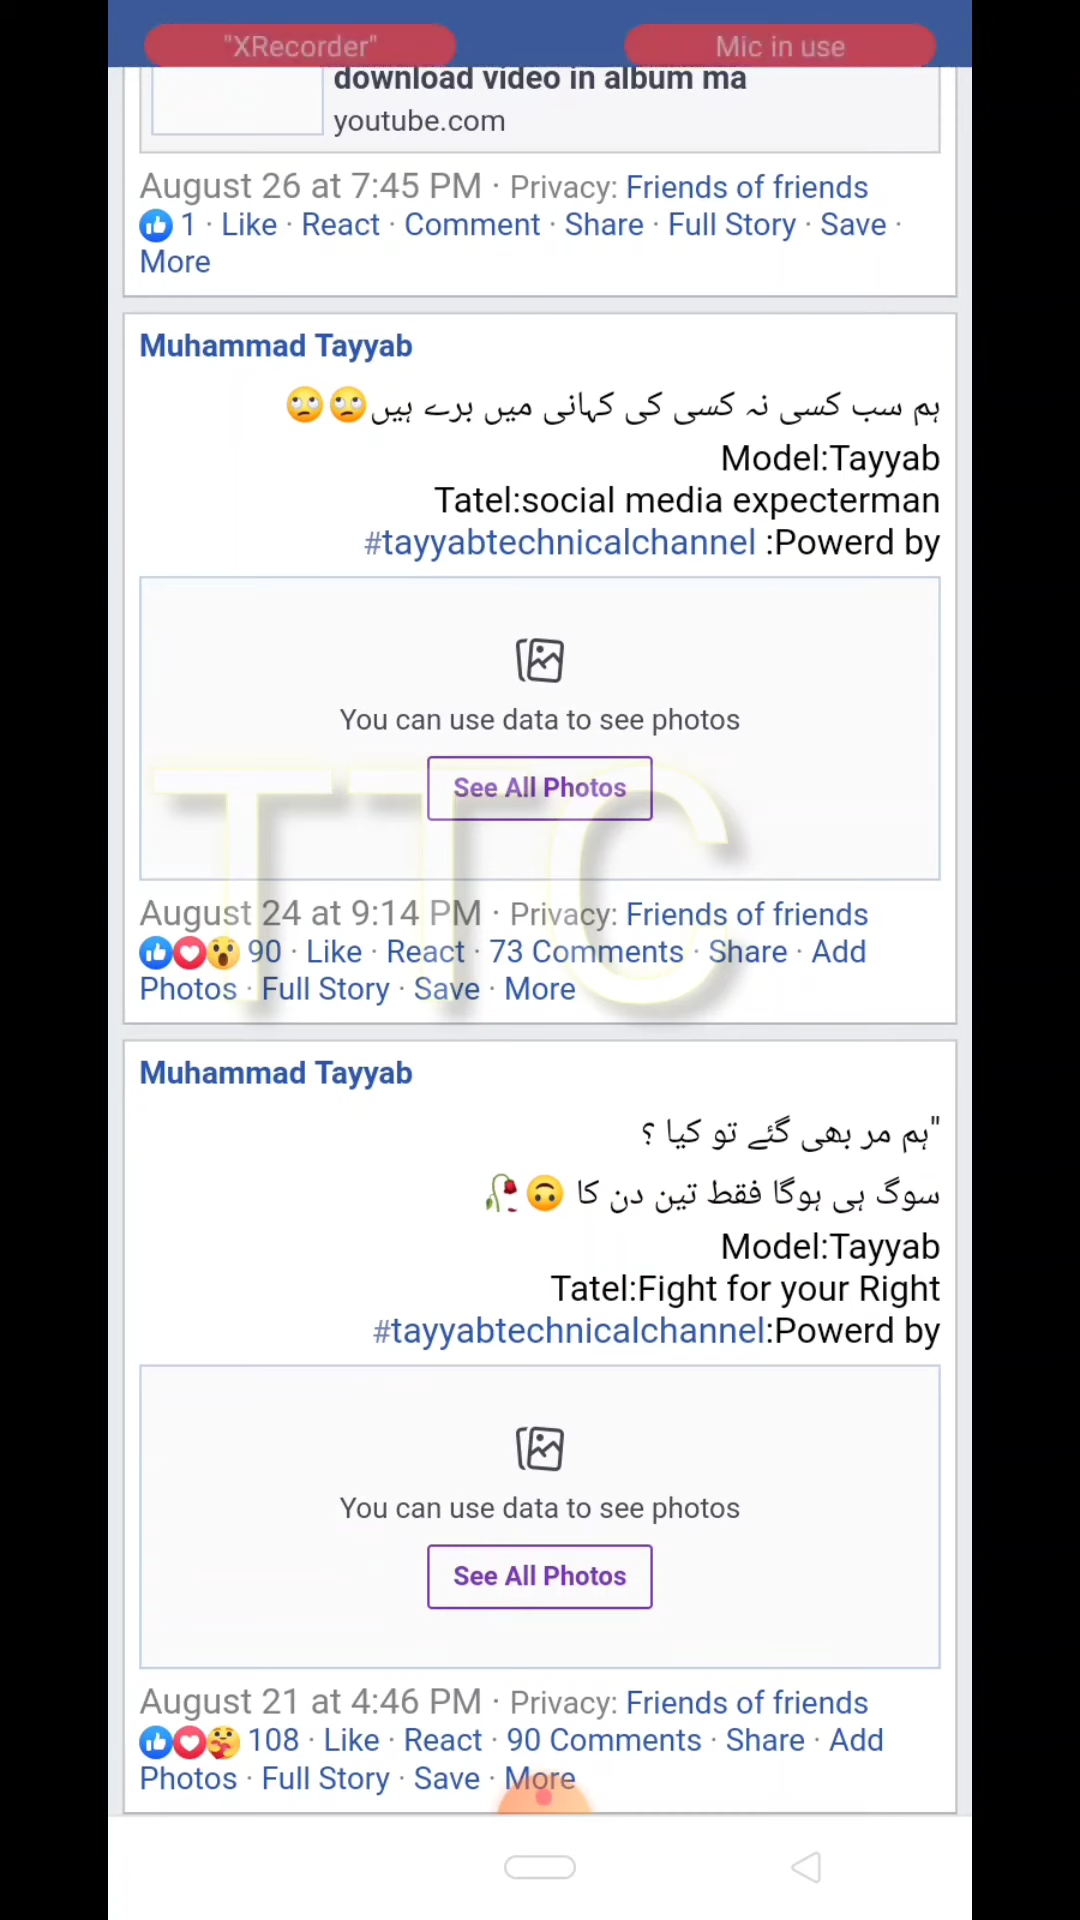 "XRecorder"
Mic in use
download video in album ma
youtube.com
August 26 at 7:45 PM · Privacy: Friends of friends
1 · Like · React · Comment · Share · Full Story · Save ·
More
Muhammad Tayyab
ہم سب کسی نہ کسی کی کہانی میں برے ہیں🙄🙄
Model:Tayyab
Tatel:social media expecterman
#tayyabtechnicalchannel :Powerd by
You can use data to see photos
See All Photos
TTC
August 24 at 9:14 PM · Privacy: Friends of friends
90 · Like · React · 73 Comments · Share · Add
Photos · Full Story · Save · More
Muhammad Tayyab
"ہم مر بھی گئے تو کیا ؟
سوگ ہی ہوگا فقط تین دن کا 🙃🥀
Model:Tayyab
Tatel:Fight for your Right
#tayyabtechnicalchannel:Powerd by
You can use data to see photos
See All Photos
August 21 at 4:46 PM · Privacy: Friends of friends
108 · Like · React · 90 Comments · Share · Add
Photos · Full Story · Save · More